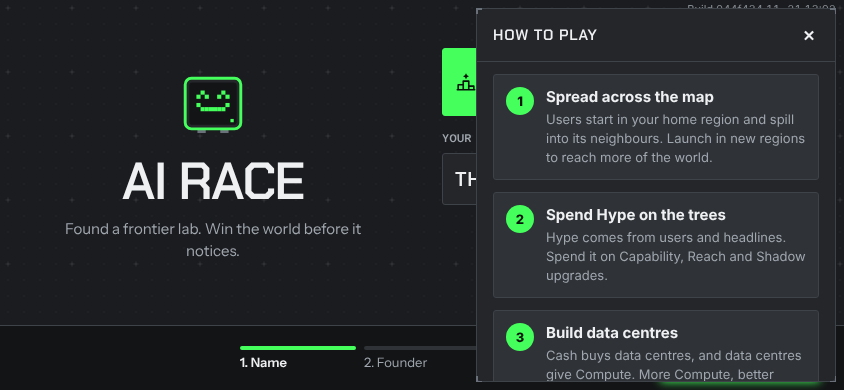 HOW TO PLAY
1
Spread across the map
Users start in your home region and spill
into its neighbours. Launch in new regions
to reach more of the world.
2
Spend Hype on the trees
Hype comes from users and headlines.
Spend it on Capability, Reach and Shadow
upgrades.
3
Build data centres
Cash buys data centres, and data centres
give Compute. More Compute, better
AI RACE
Found a frontier lab. Win the world before it
notices.
YOUR
TH
1. Name
2. Founder